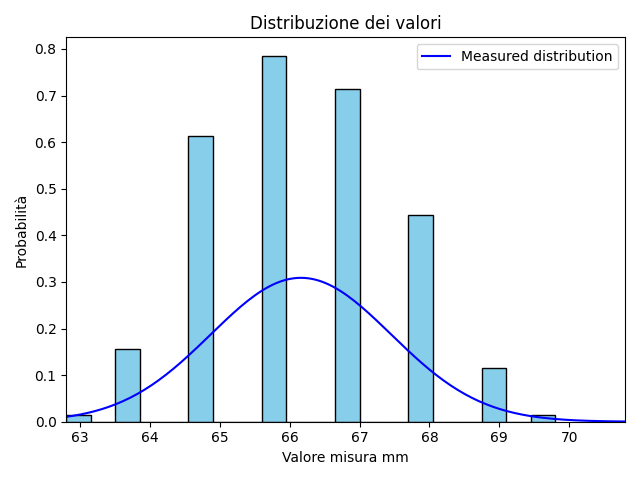 Distribuzione dei valori
Measured distribution
Probabilità
0.8
0.7
0.6
0.5
0.4
0.3
0.2
0.1
0.0
63 64 65 66 67 68 69 70
Valore misura mm